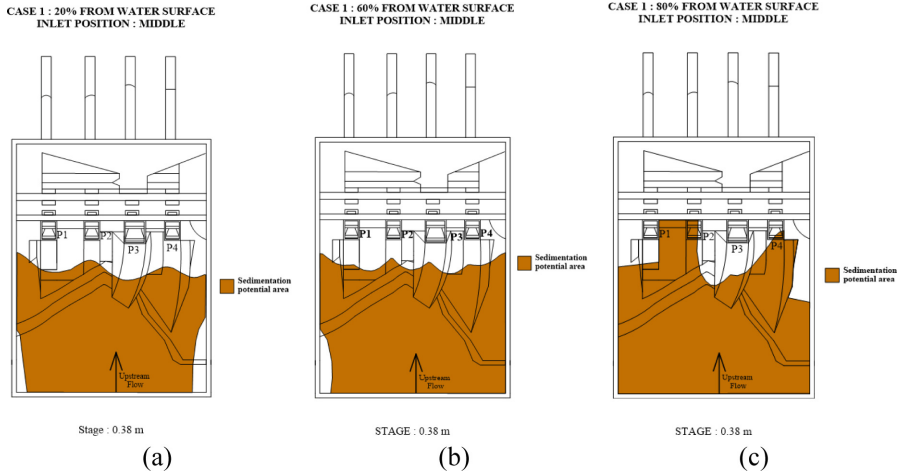 CASE 1 : 20% FROM WATER SURFACE
INLET POSITION : MIDDLE
P1
P2
P3
P4
Sedimentation
potential area
Upstream
Flow
Stage : 0.38 m
(a)
CASE 1 : 60% FROM WATER SURFACE
INLET POSITION : MIDDLE
P1
P2
P3
P4
Sedimentation
potential area
Upstream
Flow
STAGE : 0.38 m
(b)
CASE 1 : 80% FROM WATER SURFACE
INLET POSITION : MIDDLE
P1
P2
P3
P4
Sedimentation
potential area
Upstream
Flow
STAGE : 0.38 m
(c)